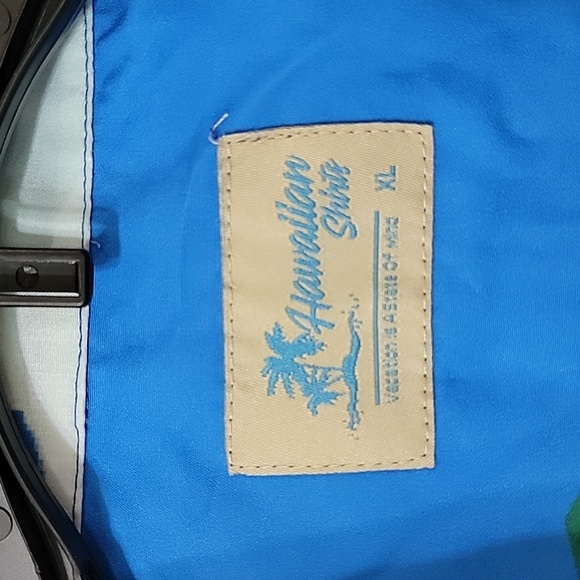 Hawaiian
Shirts
Vacation is A State Of Mind
XL